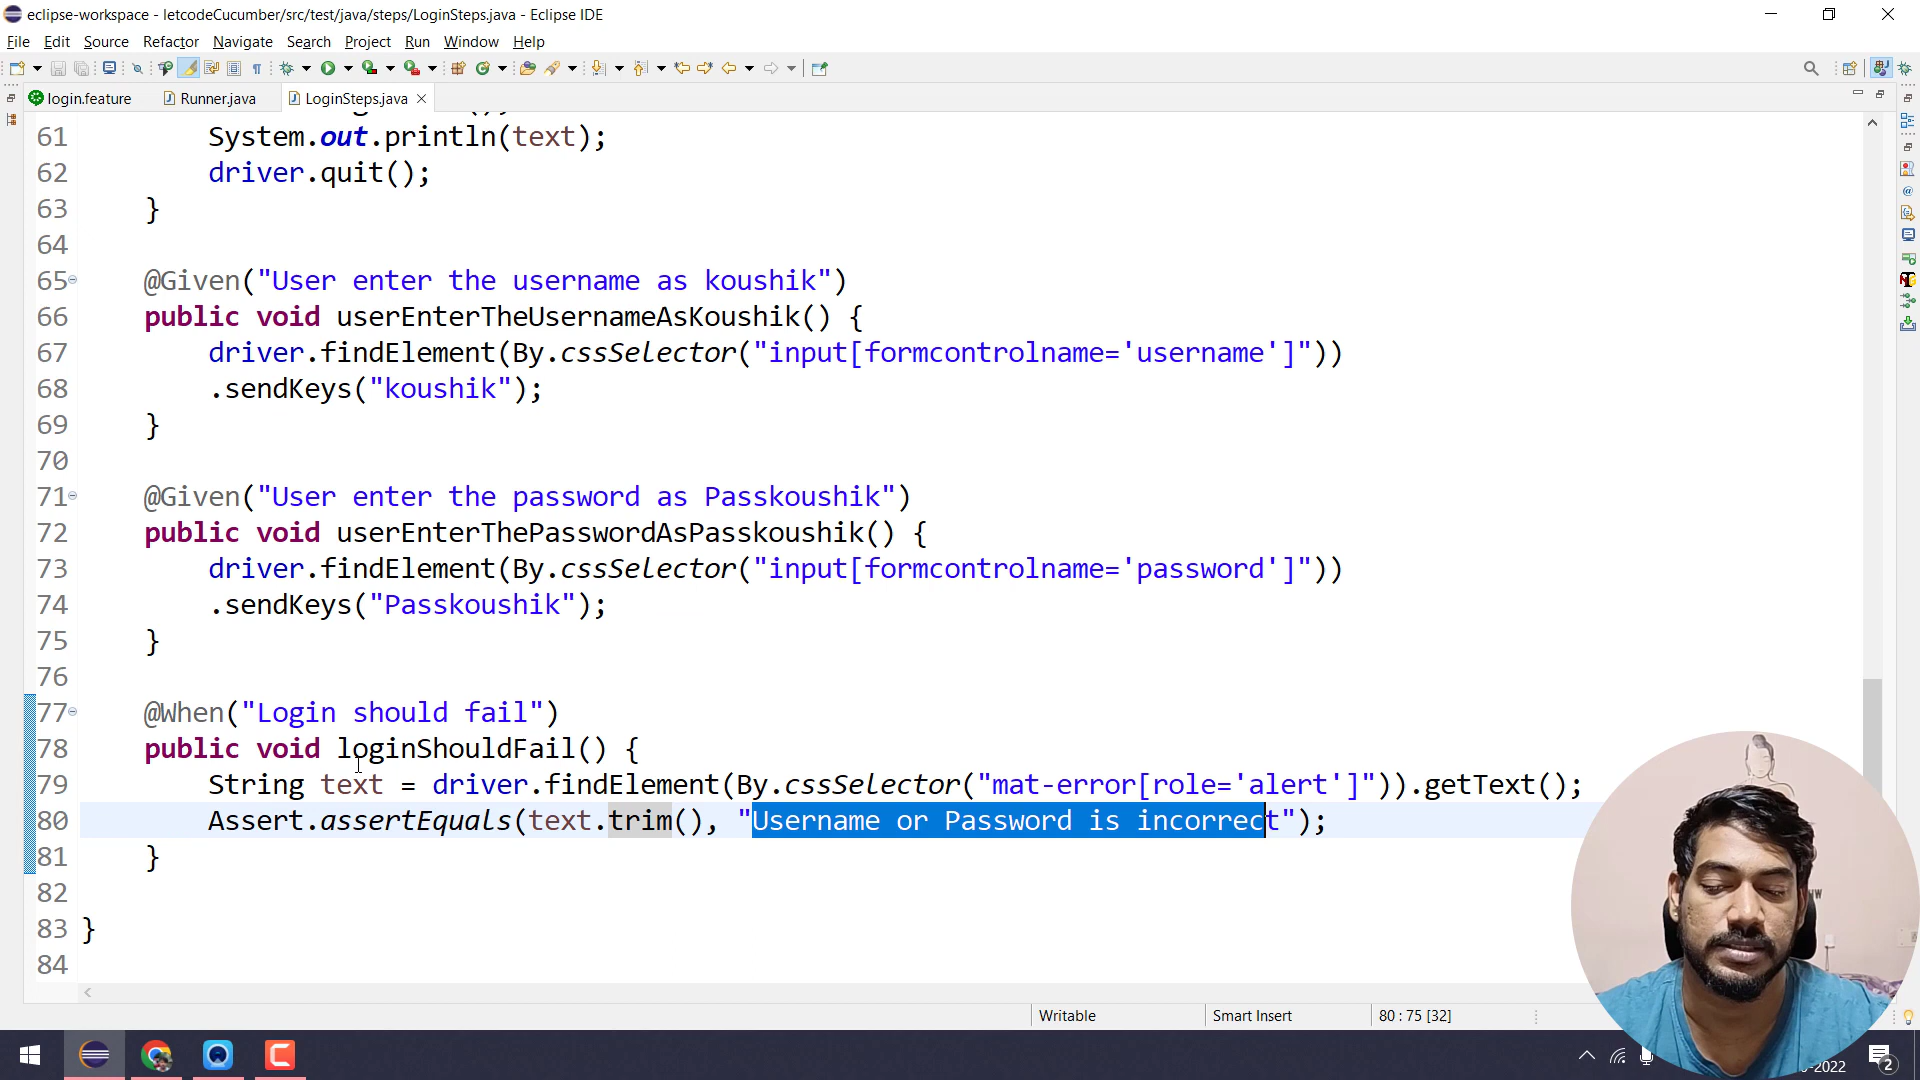 eclipse-workspace - letcodeCucumber/src/test/java/steps/LoginSteps.java - Eclipse IDE
File Edit Source Refactor Navigate Search Project Run Window Help
login.feature Runner.java LoginSteps.java
61 System.out.println(text);
62 driver.quit();
63 }
64
65 @Given("User enter the username as koushik")
66 public void userEnterTheUsernameAsKoushik() {
67 driver.findElement(By.cssSelector("input[formcontrolname='username']"))
68 .sendKeys("koushik");
69 }
70
71 @Given("User enter the password as Passkoushik")
72 public void userEnterThePasswordAsPasskoushik() {
73 driver.findElement(By.cssSelector("input[formcontrolname='password']"))
74 .sendKeys("Passkoushik");
75 }
76
77 @When("Login should fail")
78 public void loginShouldFail() {
79 String text = driver.findElement(By.cssSelector("mat-error[role='alert']")).getText();
80 Assert.assertEquals(text.trim(), "Username or Password is incorrect");
81 }
82
83 }
84
Writable Smart Insert 80 : 75 [32]
-2022 2